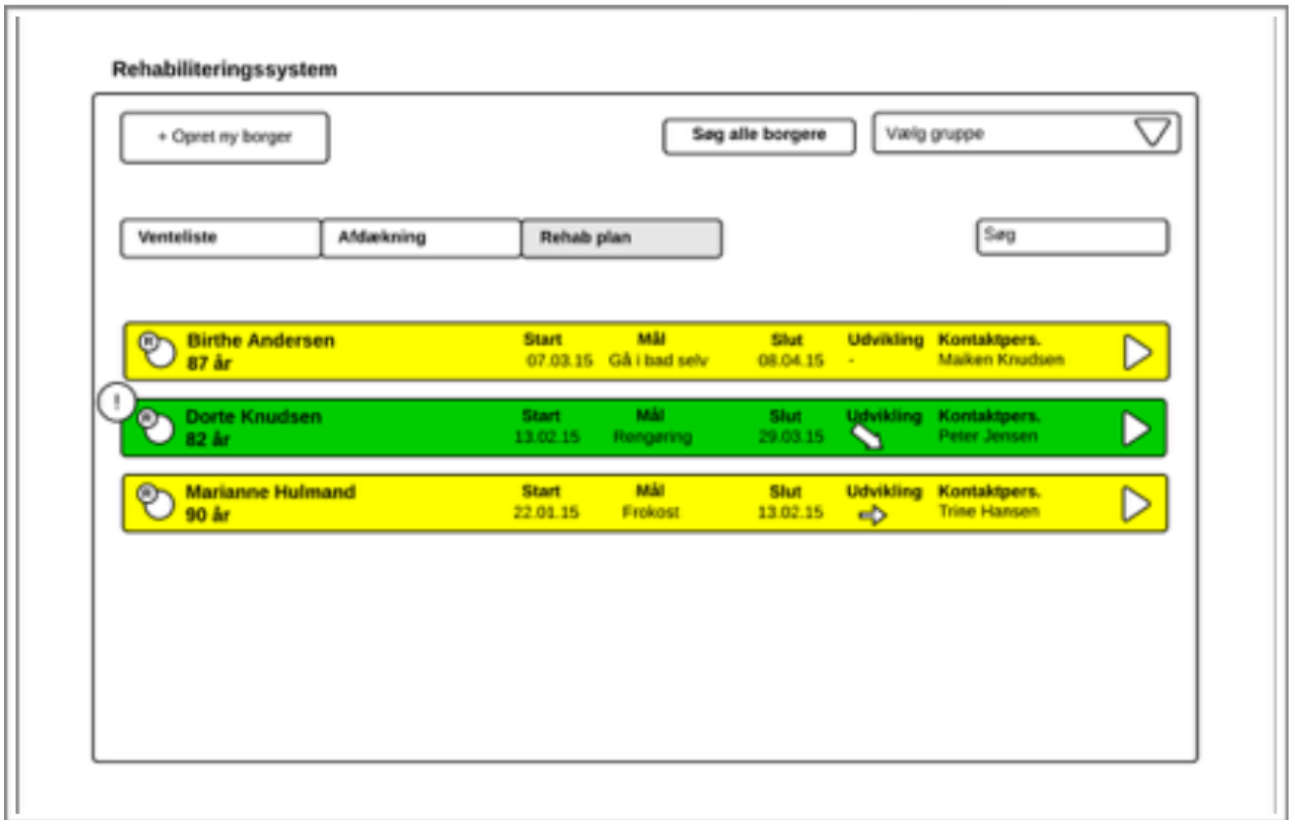 Rehabiliteringssystem
+ Opret ny borger
Søg alle borgere
Vælg gruppe
Venteliste
Afdækning
Rehab plan
Søg
R Birthe Andersen Start Mål Slut Udvikling Kontaktpers.
87 år 07.03.15 Gå i bad selv 08.04.15 - Maiken Knudsen
!
R Dorte Knudsen Start Mål Slut Udvikling Kontaktpers.
82 år 13.02.15 Rengøring 29.03.15 Peter Jensen
R Marianne Hulmand Start Mål Slut Udvikling Kontaktpers.
90 år 22.01.15 Frokost 13.02.15 Trine Hansen